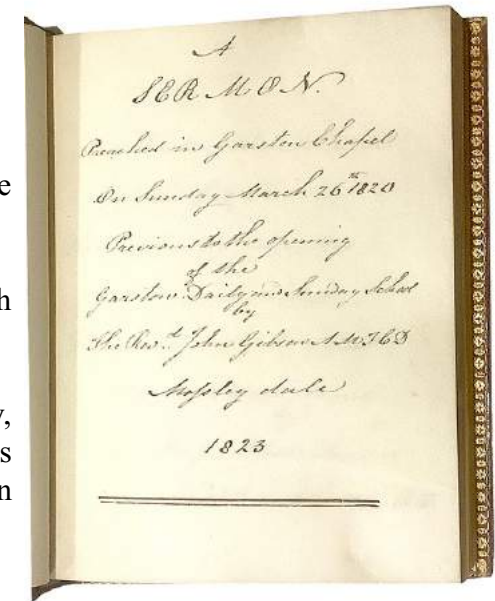 A
SERMON.
Preached in Garston Chapel
On Sunday March 26th 1820
Previous to the opening
of the
Garston Daily and Sunday School
by
The Revd. John Gibson A M T C D
Mossley dale
1823